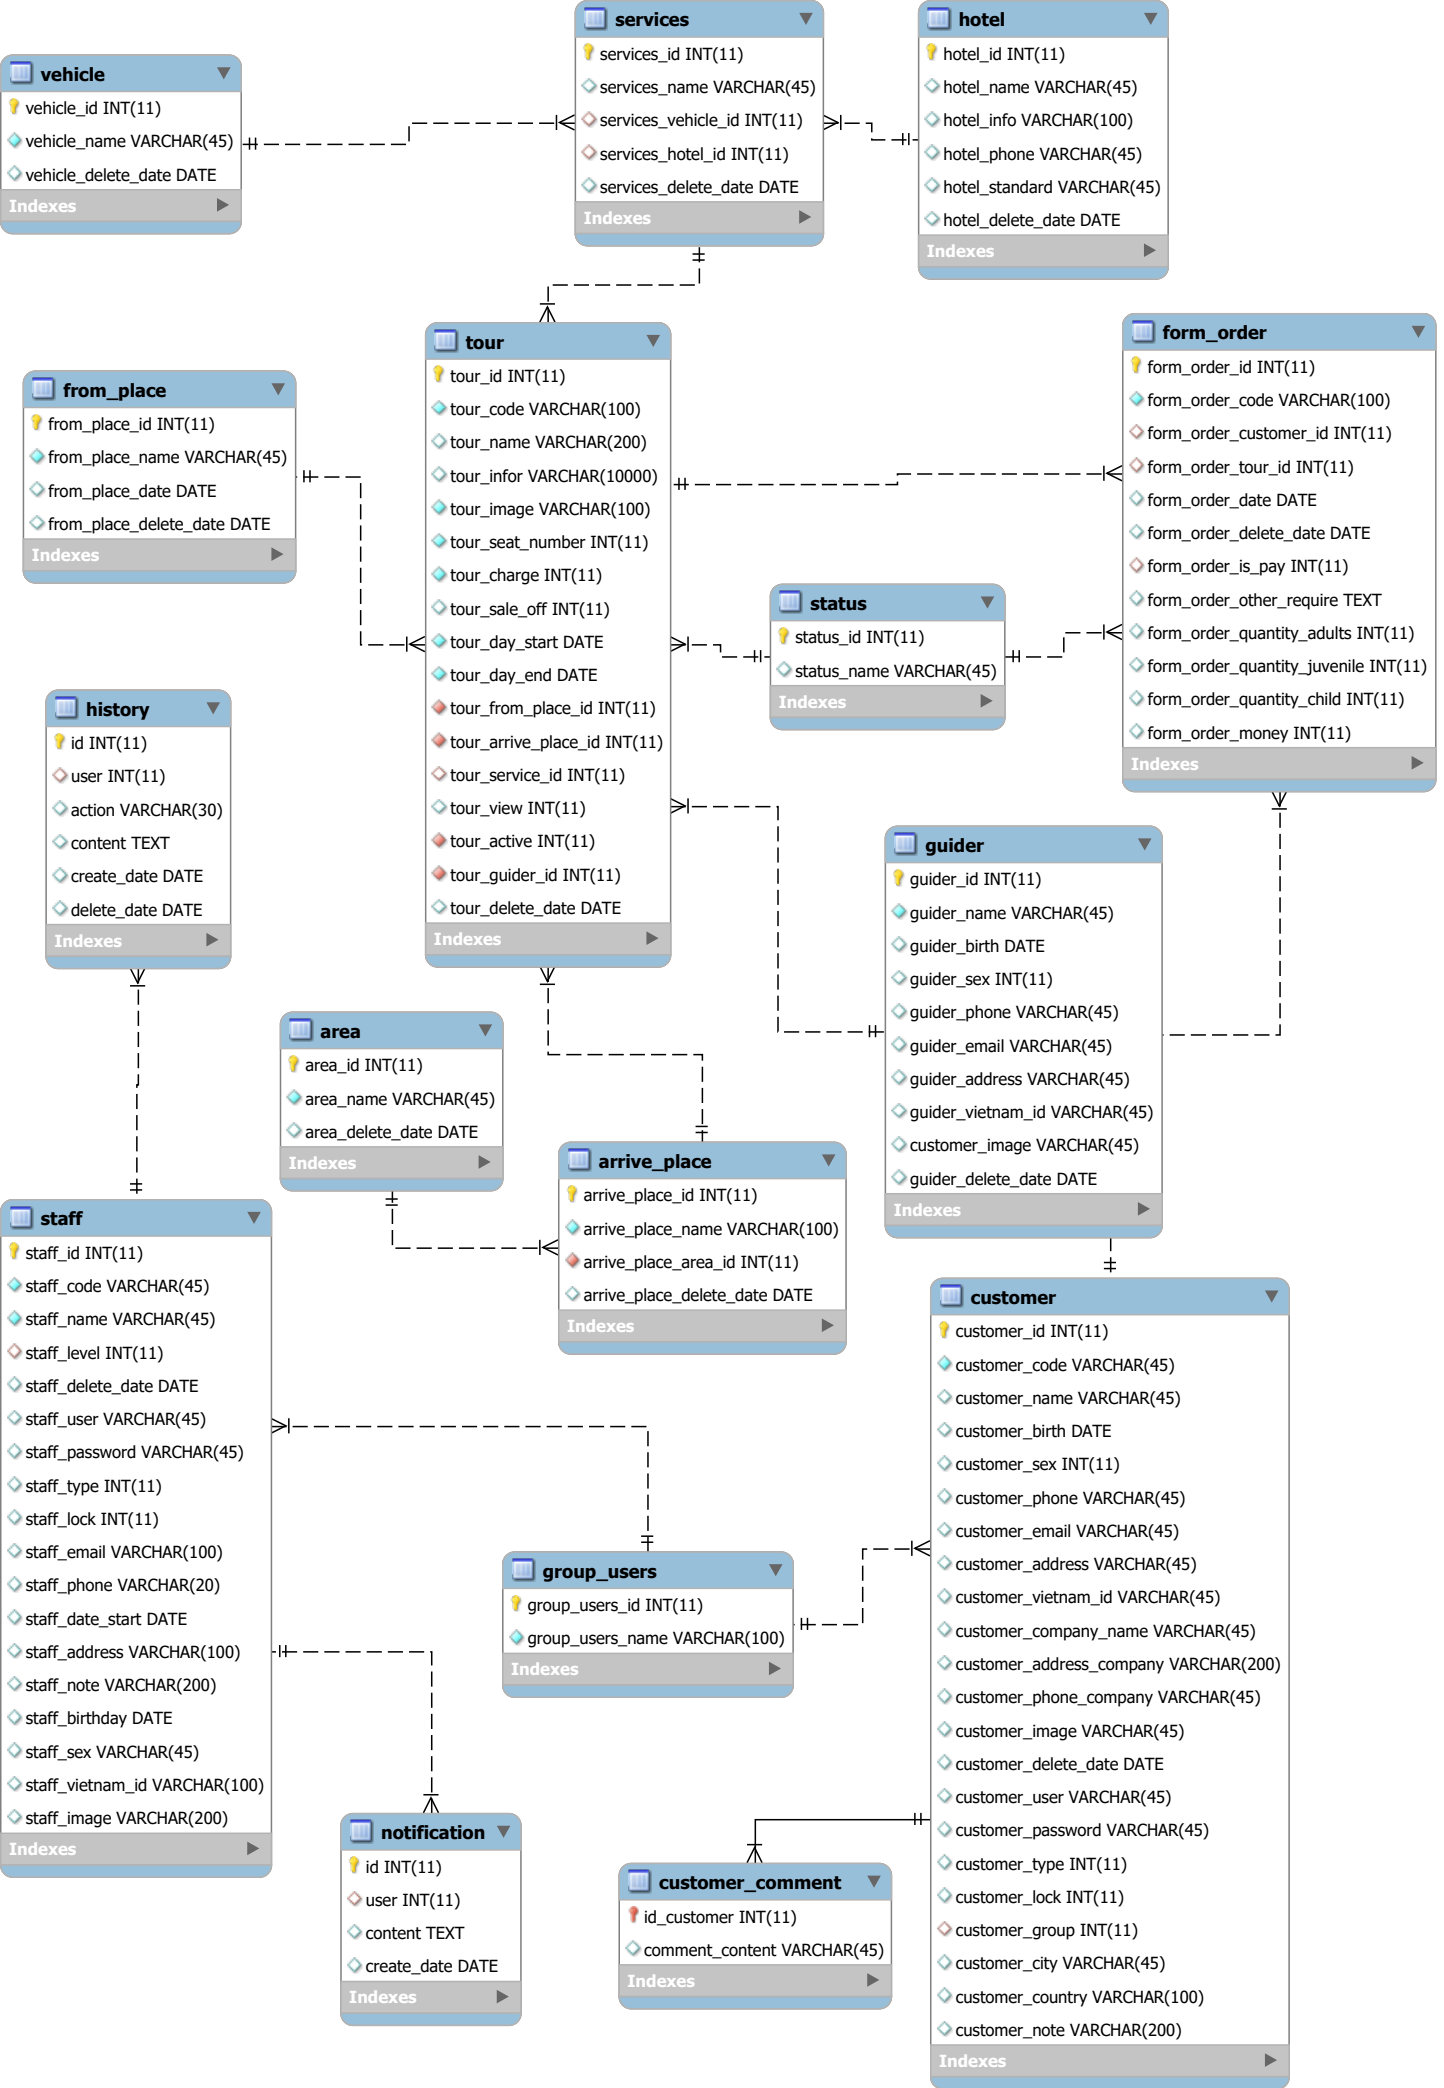 services
services_id INT(11)
services_name VARCHAR(45)
services_vehicle_id INT(11)
services_hotel_id INT(11)
services_delete_date DATE
Indexes
hotel
hotel_id INT(11)
hotel_name VARCHAR(45)
hotel_info VARCHAR(100)
hotel_phone VARCHAR(45)
hotel_standard VARCHAR(45)
hotel_delete_date DATE
Indexes
vehicle
vehicle_id INT(11)
vehicle_name VARCHAR(45)
vehicle_delete_date DATE
Indexes
tour
tour_id INT(11)
tour_code VARCHAR(100)
tour_name VARCHAR(200)
tour_infor VARCHAR(10000)
tour_image VARCHAR(100)
tour_seat_number INT(11)
tour_charge INT(11)
tour_sale_off INT(11)
tour_day_start DATE
tour_day_end DATE
tour_from_place_id INT(11)
tour_arrive_place_id INT(11)
tour_service_id INT(11)
tour_view INT(11)
tour_active INT(11)
tour_guider_id INT(11)
tour_delete_date DATE
Indexes
form_order
form_order_id INT(11)
form_order_code VARCHAR(100)
form_order_customer_id INT(11)
form_order_tour_id INT(11)
form_order_date DATE
form_order_delete_date DATE
form_order_is_pay INT(11)
form_order_other_require TEXT
form_order_quantity_adults INT(11)
form_order_quantity_juvenile INT(11)
form_order_quantity_child INT(11)
form_order_money INT(11)
Indexes
from_place
from_place_id INT(11)
from_place_name VARCHAR(45)
from_place_date DATE
from_place_delete_date DATE
Indexes
status
status_id INT(11)
status_name VARCHAR(45)
Indexes
history
id INT(11)
user INT(11)
action VARCHAR(30)
content TEXT
create_date DATE
delete_date DATE
Indexes
guider
guider_id INT(11)
guider_name VARCHAR(45)
guider_birth DATE
guider_sex INT(11)
guider_phone VARCHAR(45)
guider_email VARCHAR(45)
guider_address VARCHAR(45)
guider_vietnam_id VARCHAR(45)
customer_image VARCHAR(45)
guider_delete_date DATE
Indexes
area
area_id INT(11)
area_name VARCHAR(45)
area_delete_date DATE
Indexes
arrive_place
arrive_place_id INT(11)
arrive_place_name VARCHAR(100)
arrive_place_area_id INT(11)
arrive_place_delete_date DATE
Indexes
staff
staff_id INT(11)
staff_code VARCHAR(45)
staff_name VARCHAR(45)
staff_level INT(11)
staff_delete_date DATE
staff_user VARCHAR(45)
staff_password VARCHAR(45)
staff_type INT(11)
staff_lock INT(11)
staff_email VARCHAR(100)
staff_phone VARCHAR(20)
staff_date_start DATE
staff_address VARCHAR(100)
staff_note VARCHAR(200)
staff_birthday DATE
staff_sex VARCHAR(45)
staff_vietnam_id VARCHAR(100)
staff_image VARCHAR(200)
Indexes
customer
customer_id INT(11)
customer_code VARCHAR(45)
customer_name VARCHAR(45)
customer_birth DATE
customer_sex INT(11)
customer_phone VARCHAR(45)
customer_email VARCHAR(45)
customer_address VARCHAR(45)
customer_vietnam_id VARCHAR(45)
customer_company_name VARCHAR(45)
customer_address_company VARCHAR(200)
customer_phone_company VARCHAR(45)
customer_image VARCHAR(45)
customer_delete_date DATE
customer_user VARCHAR(45)
customer_password VARCHAR(45)
customer_type INT(11)
customer_lock INT(11)
customer_group INT(11)
customer_city VARCHAR(45)
customer_country VARCHAR(100)
customer_note VARCHAR(200)
Indexes
group_users
group_users_id INT(11)
group_users_name VARCHAR(100)
Indexes
notification
id INT(11)
user INT(11)
content TEXT
create_date DATE
Indexes
customer_comment
id_customer INT(11)
comment_content VARCHAR(45)
Indexes